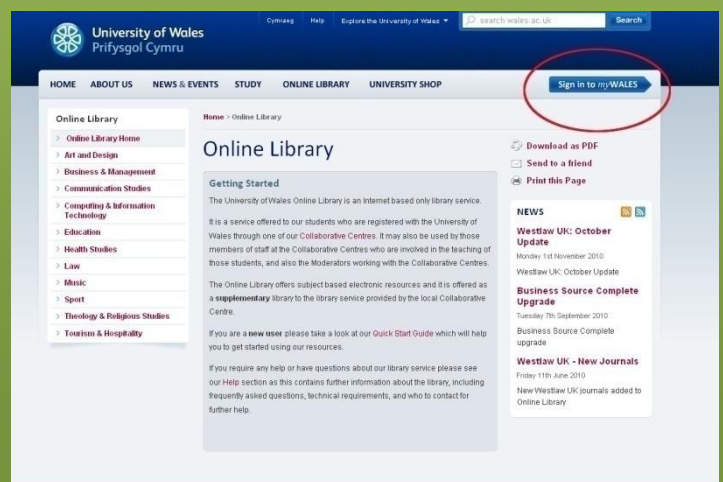 Cymraeg Help Explore the University of Wales search wales.ac.uk Search
University of Wales
Prifysgol Cymru
HOME ABOUT US NEWS & EVENTS STUDY ONLINE LIBRARY UNIVERSITY SHOP Sign in to myWALES
Online Library
> Online Library Home
> Art and Design
> Business & Management
> Communication Studies
> Computing & Information
Technology
> Education
> Health Studies
> Law
> Music
> Sport
> Theology & Religious Studies
> Tourism & Hospitality
Home > Online Library
Online Library
Getting Started
The University of Wales Online Library is an Internet based only library service.
It is a service offered to our students who are registered with the University of
Wales through one of our Collaborative Centres. It may also be used by those
members of staff at the Collaborative Centres who are involved in the teaching of
those students, and also the Moderators working with the Collaborative Centres.
The Online Library offers subject based electronic resources and it is offered as
a supplementary library to the library service provided by the local Collaborative
Centre.
If you are a new user please take a look at our Quick Start Guide which will help
you to get started using our resources.
If you require any help or have questions about our library service please see
our Help section as this contains further information about the library, including
frequently asked questions, technical requirements, and who to contact for
further help.
Download as PDF
Send to a friend
Print this Page
NEWS
Westlaw UK: October
Update
Monday 1st November 2010
Westlaw UK: October Update
Business Source Complete
Upgrade
Tuesday 7th September 2010
Business Source Complete
upgrade
Westlaw UK - New Journals
Friday 11th June 2010
New Westlaw UK journals added to
Online Library